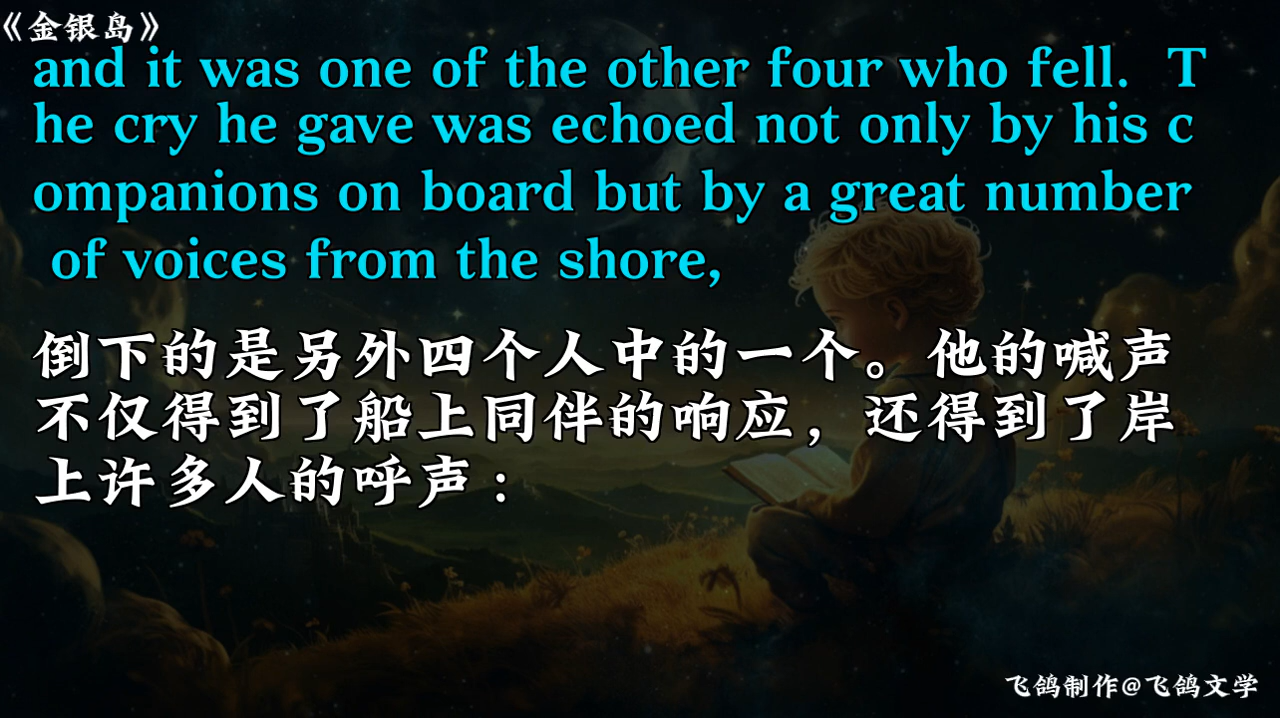 《金银岛》
and it was one of the other four who fell.  T
he cry he gave was echoed not only by his c
ompanions on board but by a great number
 of voices from the shore,
倒下的是另外四个人中的一个。他的喊声
不仅得到了船上同伴的响应，还得到了岸
上许多人的呼声：
飞鸽制作@飞鸽文学